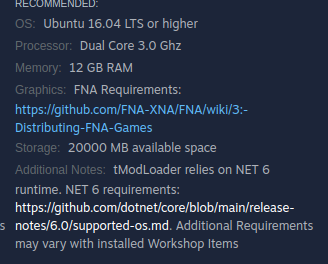 RECOMMENDED:
OS: Ubuntu 16.04 LTS or higher
Processor: Dual Core 3.0 Ghz
Memory: 12 GB RAM
Graphics: FNA Requirements:
https://github.com/FNA-XNA/FNA/wiki/3:-
Distributing-FNA-Games
Storage: 20000 MB available space
Additional Notes: tModLoader relies on NET 6
runtime. NET 6 requirements:
https://github.com/dotnet/core/blob/main/release-
s notes/6.0/supported-os.md. Additional Requirements
may vary with installed Workshop Items